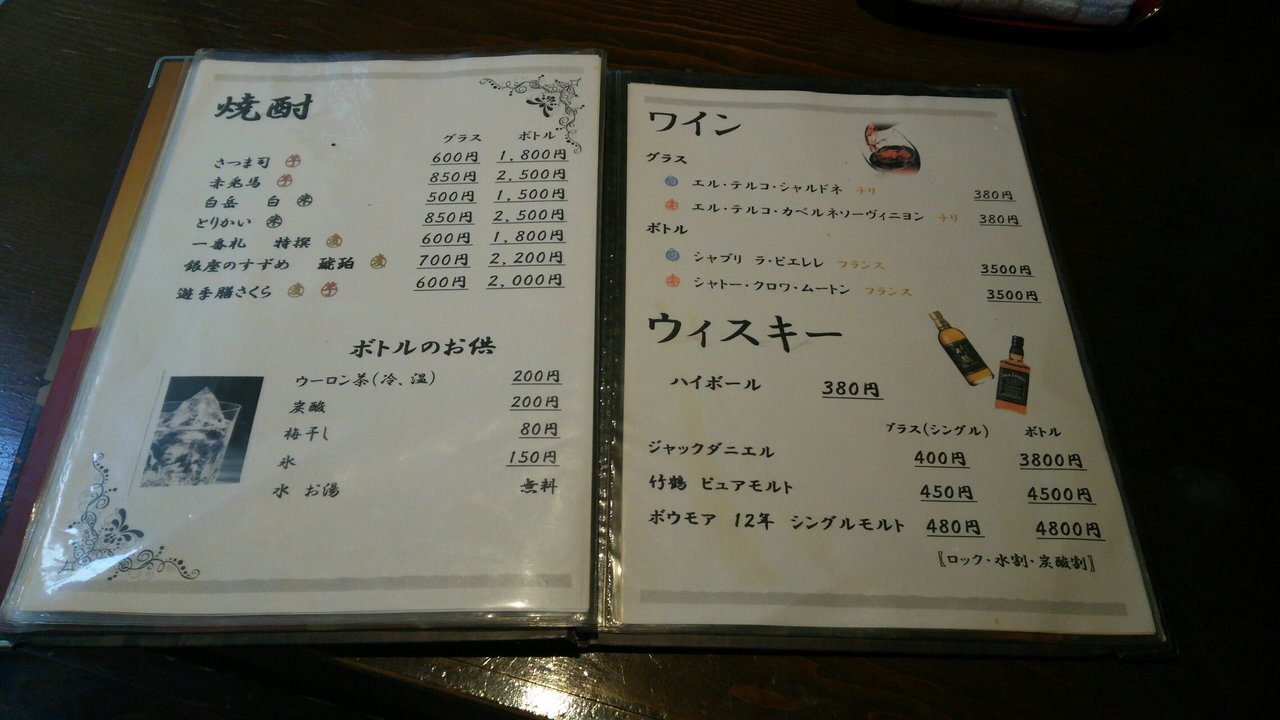 焼酎
グラス ボトル
さつま司 芋 600円 1,800円
赤兎馬 芋 850円 2,500円
白岳 白 米 500円 1,500円
とりかい 米 850円 2,500円
一番札 特撰 麦 600円 1,800円
銀座のすずめ 琥珀 麦 700円 2,200円
遊季膳さくら 麦 芋 600円 2,000円
ボトルのお供
ウーロン茶(冷、温) 200円
炭酸 200円
梅干し 80円
氷 150円
水 お湯 無料
ワイン
グラス
白 エル・テルコ・シャルドネ チリ 380円
赤 エル・テルコ・カベルネソーヴィニヨン チリ 380円
ボトル
白 シャブリ ラ・ピエレレ フランス 3500円
赤 シャトー・クロワ・ムートン フランス 3500円
ウィスキー
ハイボール 380円
グラス(シングル) ボトル
ジャックダニエル 400円 3800円
竹鶴 ピュアモルト 450円 4500円
ボウモア 12年 シングルモルト 480円 4800円
〖ロック・水割・炭酸割〗